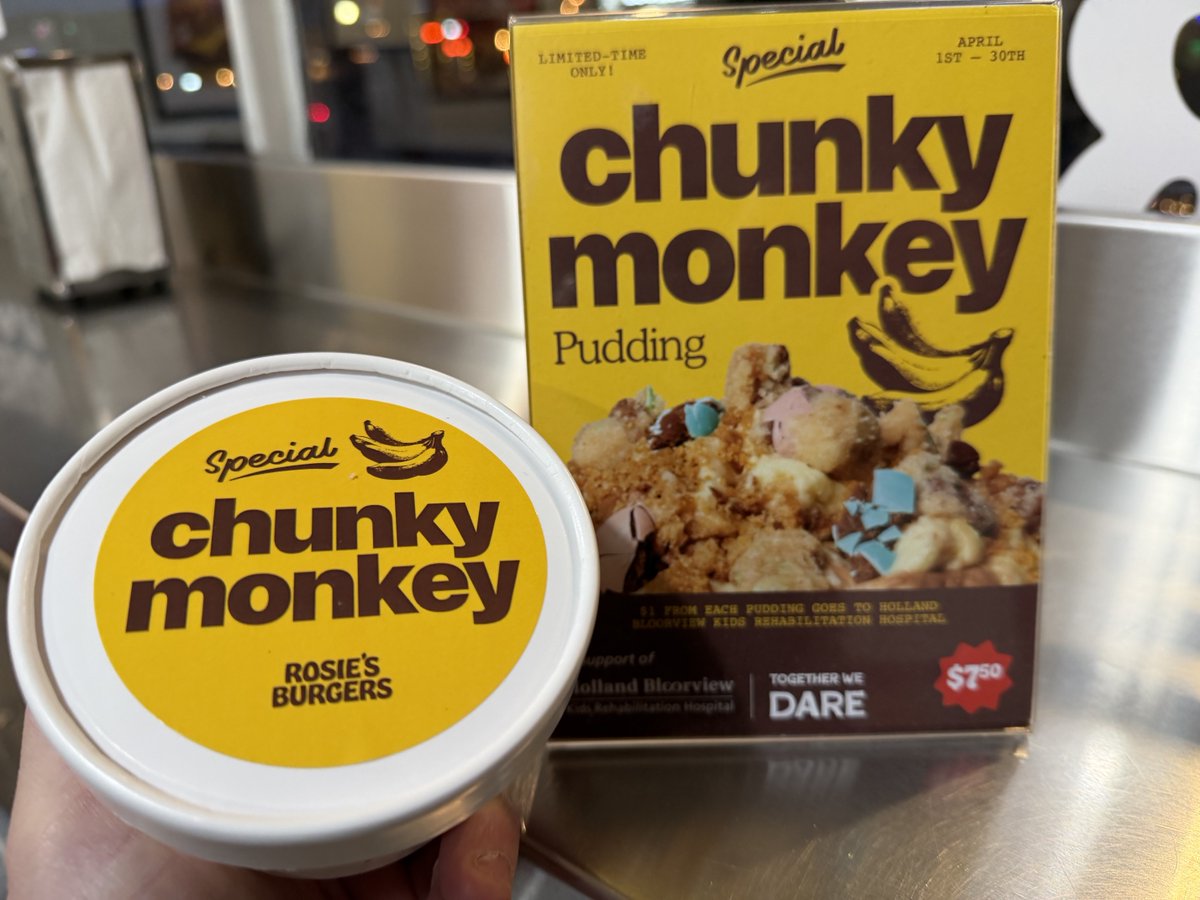 LIMITED-TIME
ONLY!
Special
APRIL
1ST — 30TH
chunky
monkey
Pudding
$1 FROM EACH PUDDING GOES TO HOLLAND
BLOORVIEW KIDS REHABILITATION HOSPITAL
support of
Holland Bloorview
Kids Rehabilitation Hospital
TOGETHER WE
DARE
$7.50
Special
chunky
monkey
ROSIE'S
BURGERS